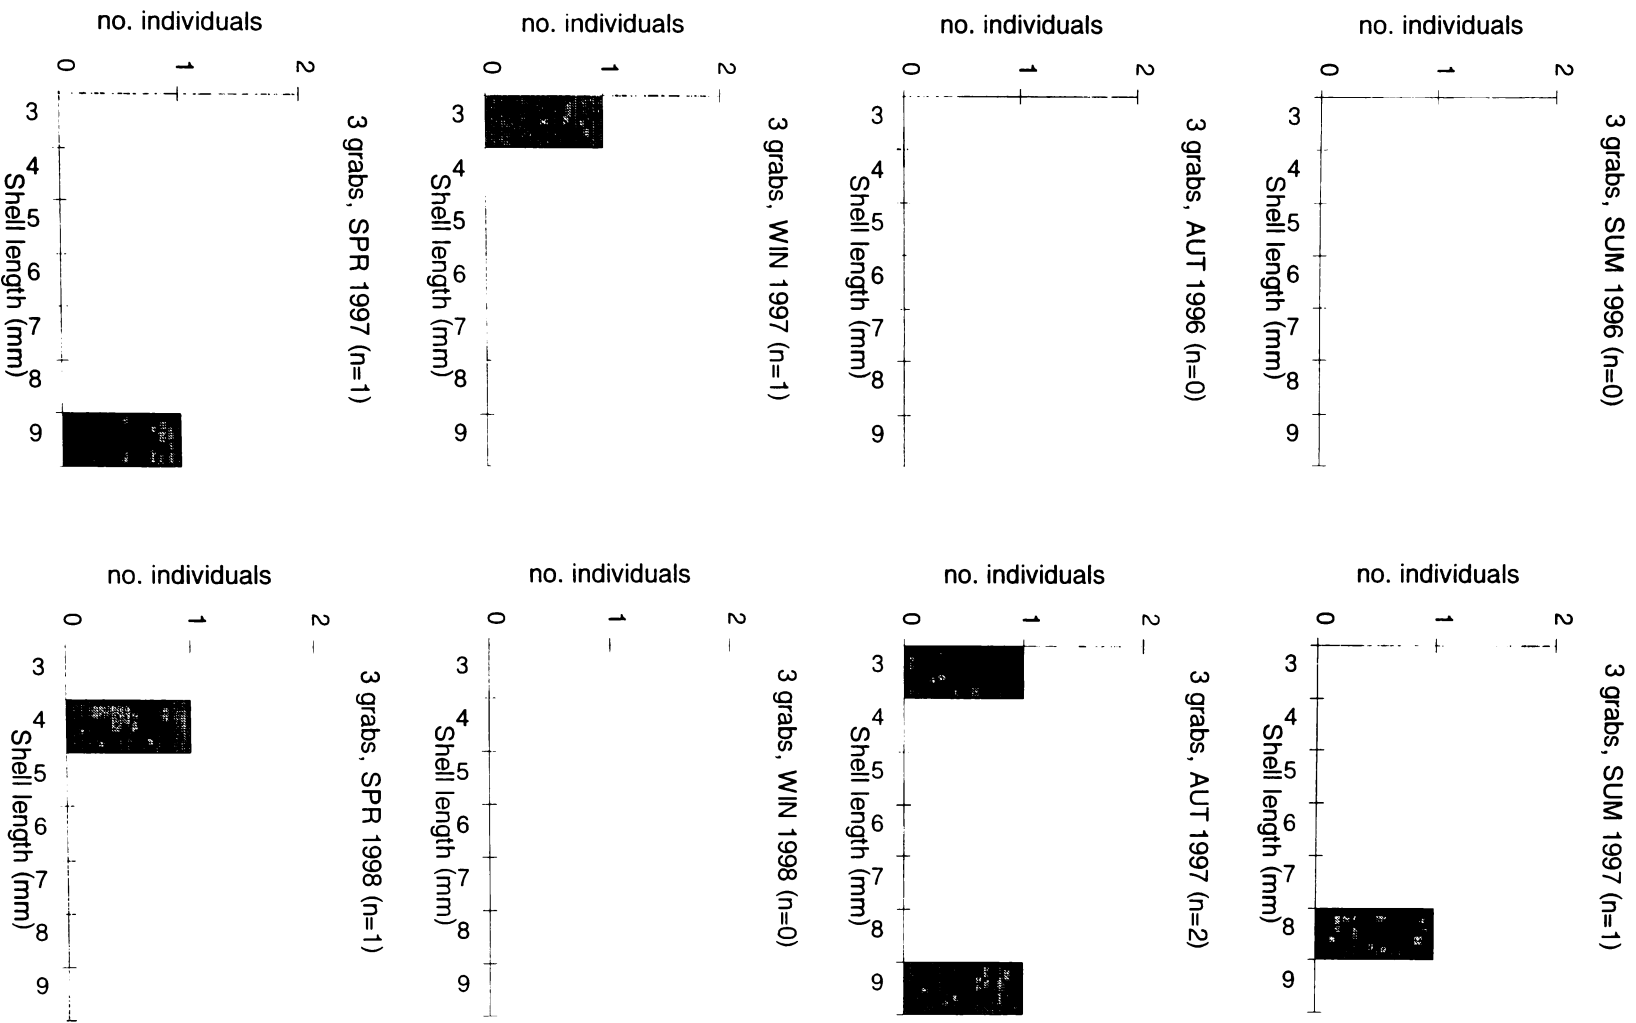 3 grabs, SUM 1996 (n=0)
no. individuals
2
1
0
3 4 5 6 7 8 9
Shell length (mm)
3 grabs, SUM 1997 (n=1)
no. individuals
2
1
0
3 4 5 6 7 8 9
Shell length (mm)
3 grabs, AUT 1996 (n=0)
no. individuals
2
1
0
3 4 5 6 7 8 9
Shell length (mm)
3 grabs, AUT 1997 (n=2)
no. individuals
2
1
0
3 4 5 6 7 8 9
Shell length (mm)
3 grabs, WIN 1997 (n=1)
no. individuals
2
1
0
3 4 5 6 7 8 9
Shell length (mm)
3 grabs, WIN 1998 (n=0)
no. individuals
2
1
0
3 4 5 6 7 8 9
Shell length (mm)
3 grabs, SPR 1997 (n=1)
no. individuals
2
1
0
3 4 5 6 7 8 9
Shell length (mm)
3 grabs, SPR 1998 (n=1)
no. individuals
2
1
0
3 4 5 6 7 8 9
Shell length (mm)